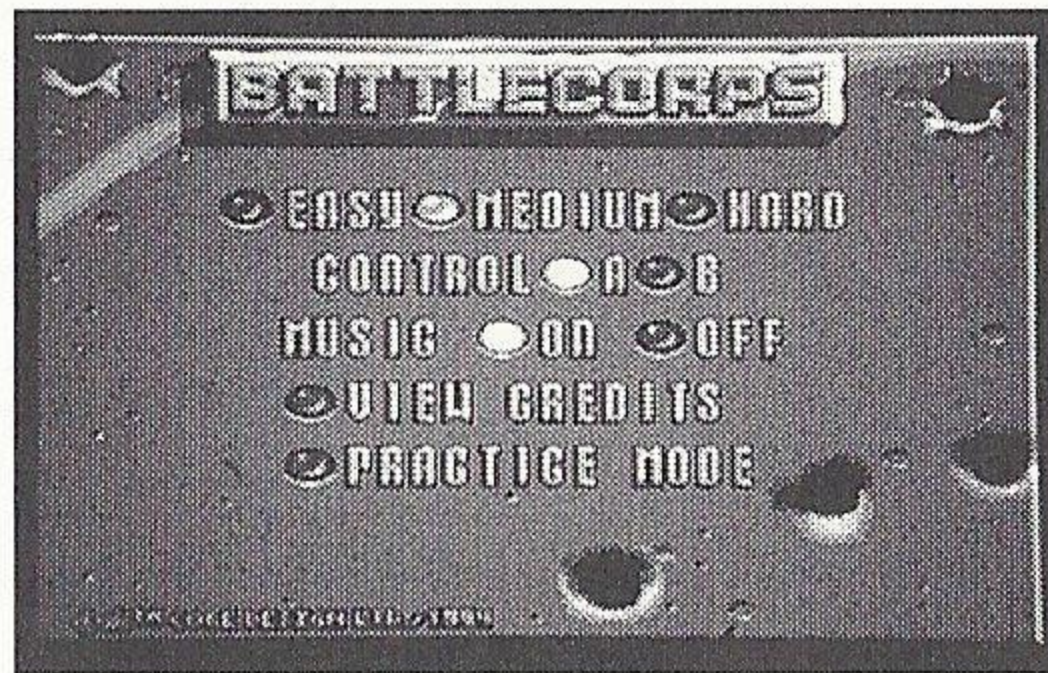 BATTLECORPS
EASY MEDIUM HARD
CONTROL A B
MUSIC ON OFF
VIEW CREDITS
PRACTICE MODE